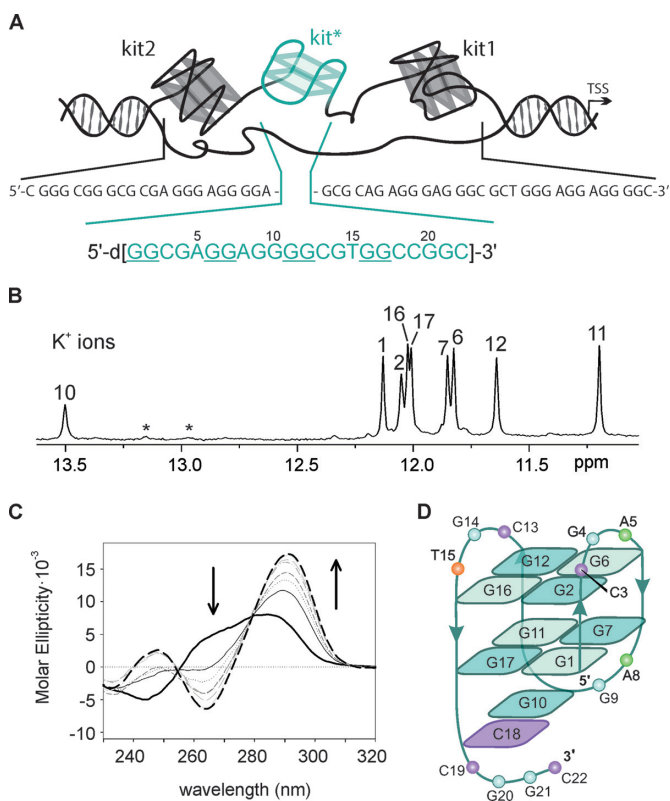 A
kit2
kit*
kit1
TSS
5'-C GGG CGG GCG CGA GGG AGG GGA - - GCG CAG AGG GAG GGC GCT GGG AGG AGG GGC-3'
5 10 15 20
5'-d[GGCGAGGAGGGGCGTGGCCGGC]-3'
B
K+ ions
10
*
*
1
2
16
17
7
6
12
11
13.5 13.0 12.5 12.0 11.5 ppm
C
Molar Ellipticity·10-3
15
10
5
0
-5
-10
240 260 280 300 320
wavelength (nm)
D
G14
C13
G4
A5
T15
G12
G6
G16
G2
C3
G11
G7
G17
G1
5'
A8
G9
G10
C18
C19
3'
G20
G21
C22